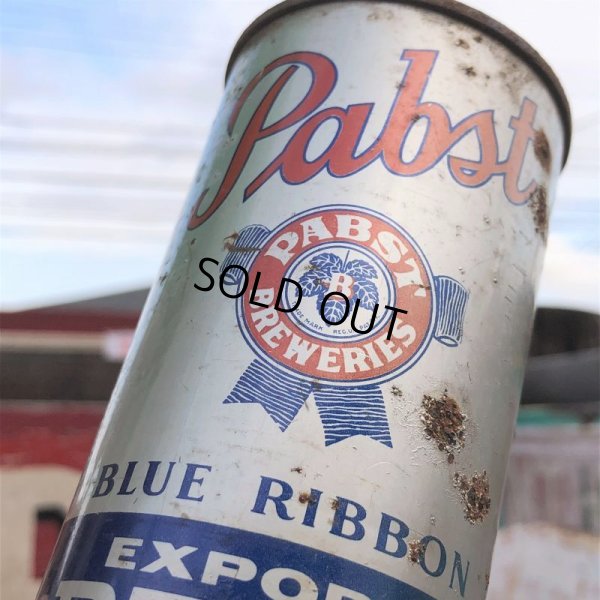 Pabst
PABST
B
TRADE MARK REG.
BREWERIES
SOLD OUT
BLUE RIBBON
EXPOR